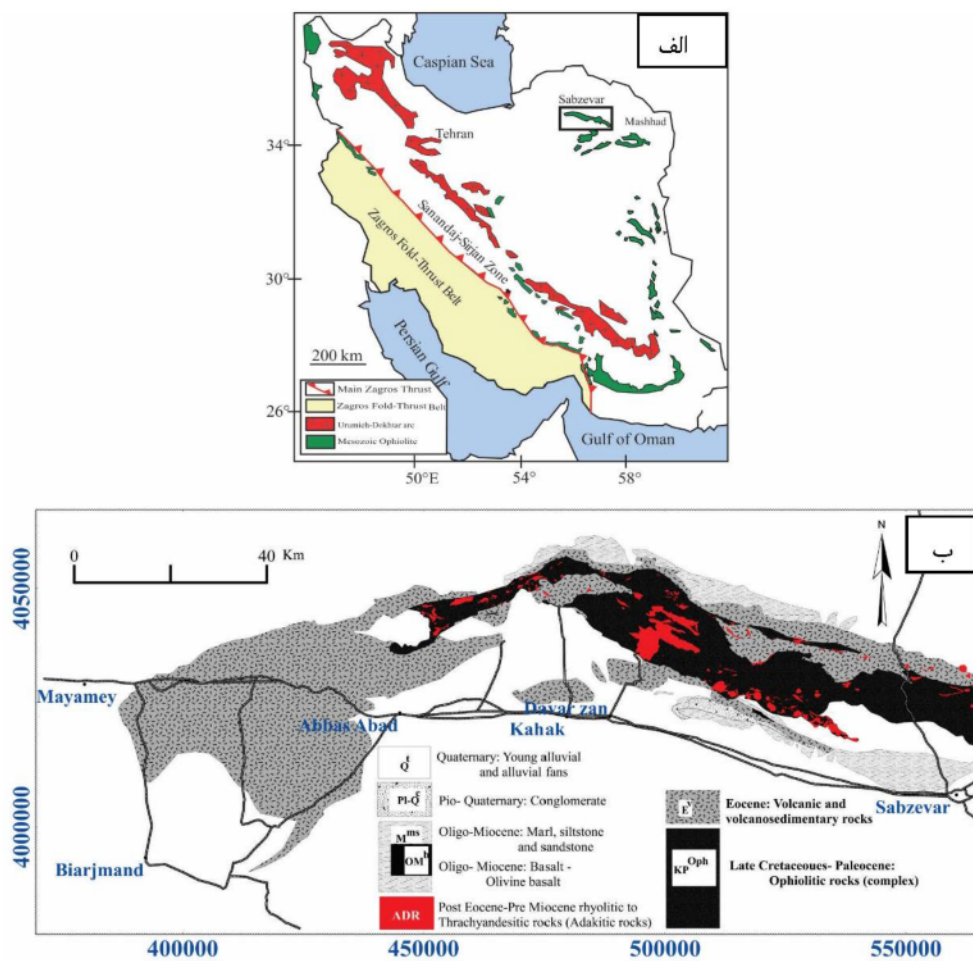 الف
Caspian Sea
Sabzevar
Mashhad
Tehran
34°
Sanandaj-Sirjan Zone
Zagros Fold-Thrust Belt
30°
Persian Gulf
200 km
Main Zagros Thrust
Zagros Fold-Thrust Belt
Urumieh-Dokhtar arc
Mesozoic Ophiolite
26°
Gulf of Oman
50°E
54°
58°
ب
N
0
40
Km
4050000
Mayamey
Abbas Abad
Davar zan
Kahak
Sabzevar
4000000
Biarjmand
Q
t
Quaternary: Young alluvial
and alluvial fans
Pl-Q
Pio- Quaternary: Conglomerate
M
ms
Oligo-Miocene: Marl, siltstone
and sandstone
OM
b
Oligo- Miocene: Basalt -
Olivine basalt
ADR
Post Eocene-Pre Miocene rhyolitic to
Thrachyandesitic rocks (Adakitic rocks)
E
v
Eocene: Volcanic and
volcanosedimentary rocks
KP
Oph
Late Cretaceoues- Paleocene:
Ophiolitic rocks (complex)
400000
450000
500000
550000